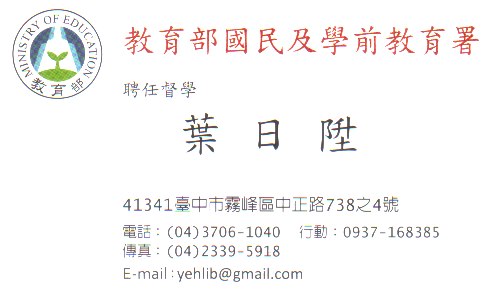 MINISTRY OF EDUCATION
教育部
教育部國民及學前教育署
聘任督學
葉日陞
41341臺中市霧峰區中正路738之4號
電話：(04)3706-1040 行動：0937-168385
傳真：(04)2339-5918
E-mail：yehlib@gmail.com